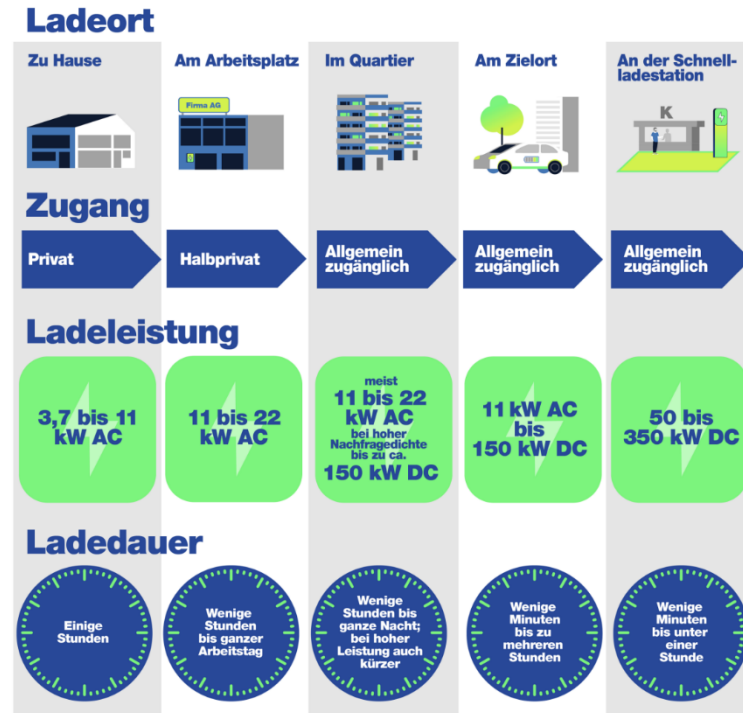 Ladeort
Zu Hause
Am Arbeitsplatz
Im Quartier
Am Zielort
An der Schnell-
ladestation
Firma AG
K
Zugang
Privat
Halbprivat
Allgemein
zugänglich
Allgemein
zugänglich
Allgemein
zugänglich
Ladeleistung
3,7 bis 11
kW AC
11 bis 22
kW AC
meist
11 bis 22
kW AC
bei hoher
Nachfragedichte
bis zu ca.
150 kW DC
11 kW AC
bis
150 kW DC
50 bis
350 kW DC
Ladedauer
Einige
Stunden
Wenige
Stunden
bis ganzer
Arbeitstag
Wenige
Stunden bis
ganze Nacht;
bei hoher
Leistung auch
kürzer
Wenige
Minuten
bis zu
mehreren
Stunden
Wenige
Minuten
bis unter
einer
Stunde